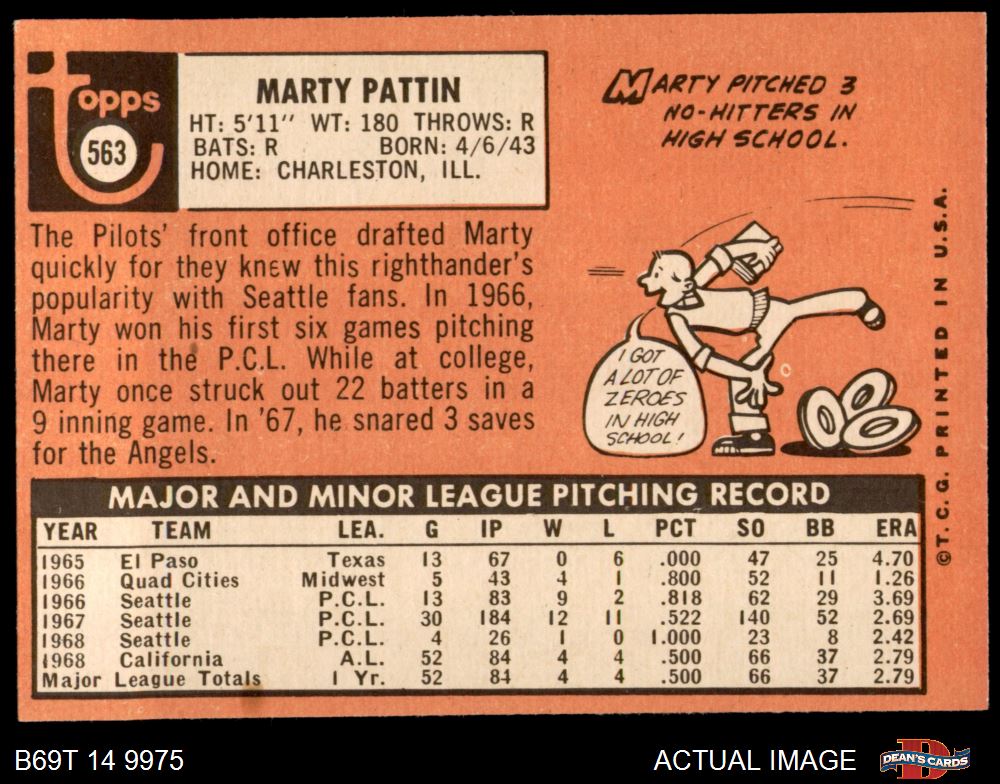 Topps
563
MARTY PATTIN
HT: 5'11" WT: 180 THROWS: R
BATS: R BORN: 4/6/43
HOME: CHARLESTON, ILL.
The Pilots' front office drafted Marty
quickly for they knew this righthander's
popularity with Seattle fans. In 1966,
Marty won his first six games pitching
there in the P.C.L. While at college,
Marty once struck out 22 batters in a
9 inning game. In '67, he snared 3 saves
for the Angels.
MARTY PITCHED 3
NO-HITTERS IN
HIGH SCHOOL.
I GOT
A LOT OF
ZEROES
IN HIGH
SCHOOL!
©T. C. G. PRINTED IN U.S.A.
MAJOR AND MINOR LEAGUE PITCHING RECORD
YEAR TEAM LEA. G IP W L PCT SO BB ERA
1965 El Paso Texas 13 67 0 6 .000 47 25 4.70
1966 Quad Cities Midwest 5 43 4 1 .800 52 11 1.26
1966 Seattle P.C.L. 13 83 9 2 .818 62 29 3.69
1967 Seattle P.C.L. 30 184 12 11 .522 140 52 2.69
1968 Seattle P.C.L. 4 26 1 0 1.000 23 8 2.42
1968 California A.L. 52 84 4 4 .500 66 37 2.79
Major League Totals 1 Yr. 52 84 4 4 .500 66 37 2.79
B69T 14 9975
ACTUAL IMAGE
DEAN'S CARDS